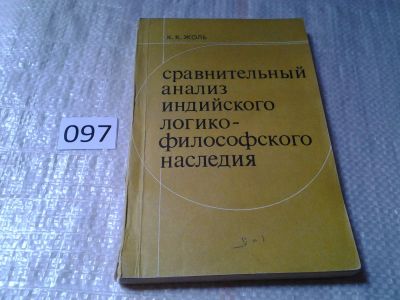 К. К. ЖОЛЬ
сравнительный
анализ
индийского
логико-
философского
наследия
097